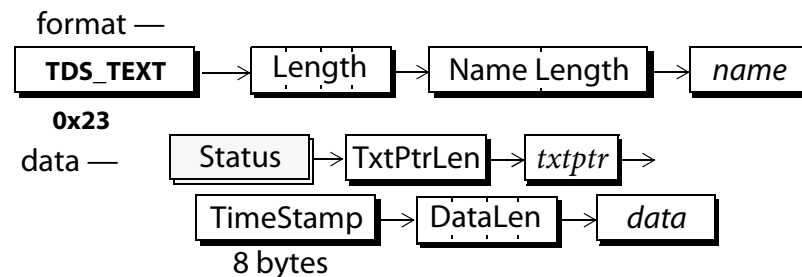 format —
TDS_TEXT Length Name Length name
0x23
data — Status TxtPtrLen txtptr
TimeStamp DataLen data
8 bytes